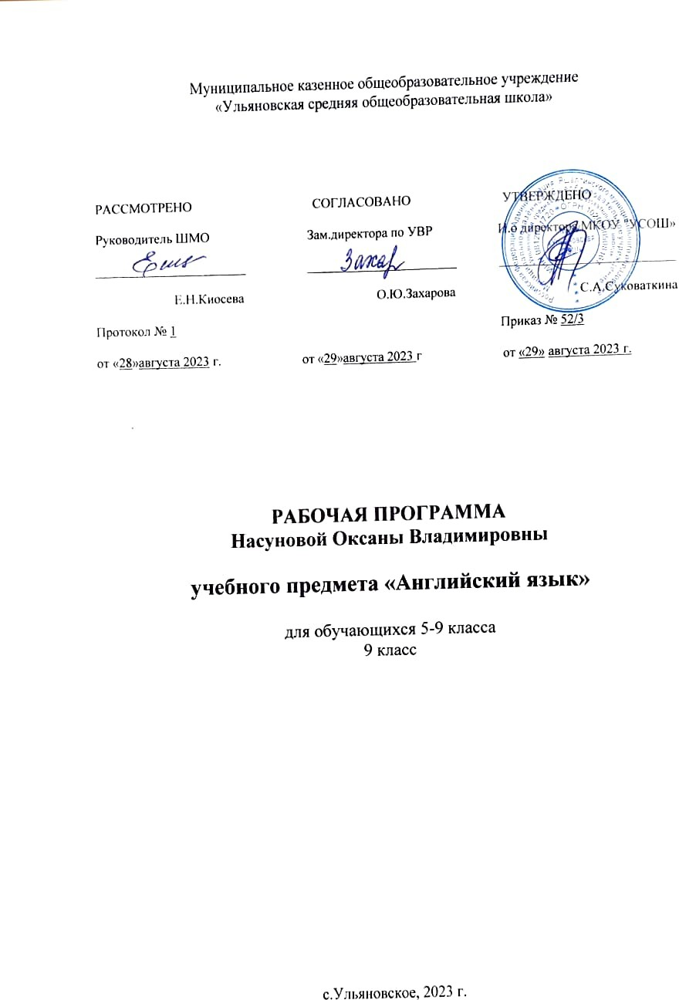 Муниципальное казенное общеобразовательное учреждение
«Ульяновская средняя общеобразовательная школа»
РАССМОТРЕНО
Руководитель ШМО
Е.Н.Киосева
Протокол № 1
от «28»августа 2023 г.
СОГЛАСОВАНО
Зам.директора по УВР
Захар
О.Ю.Захарова
от «29»августа 2023 г
УТВЕРЖДЕНО
И.о директора МКОУ "УСОШ»
С.А.Суковаткина
Приказ № 52/3
от «29» августа 2023 г.
РАБОЧАЯ ПРОГРАММА
Насуновой Оксаны Владимировны
учебного предмета «Английский язык»
для обучающихся 5-9 класса
9 класс
с.Ульяновское, 2023 г.